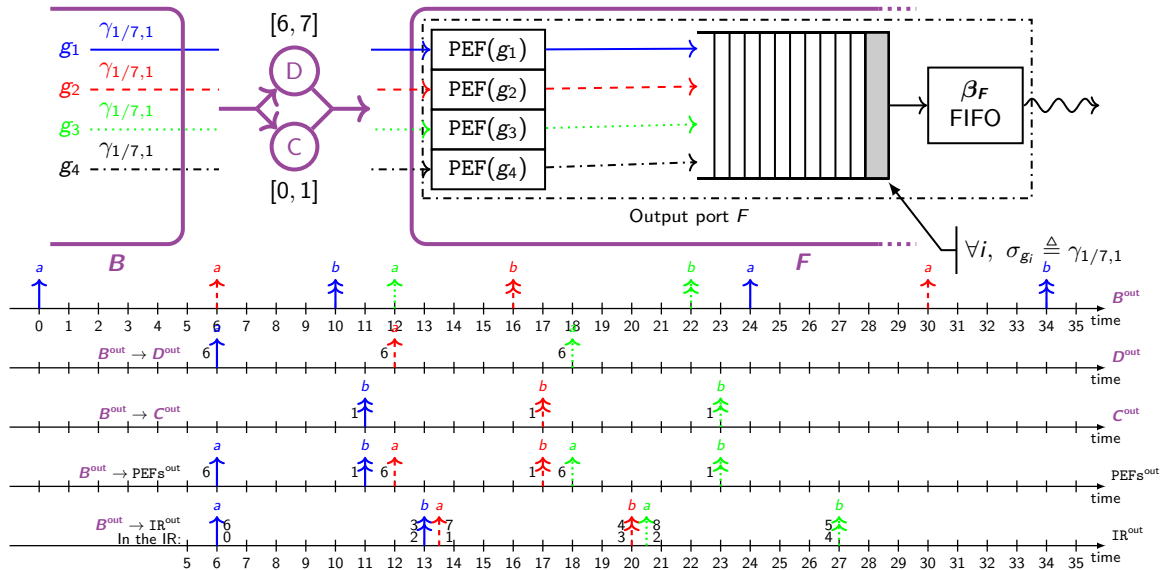 [6, 7]
g1 γ1/7,1
g2 γ1/7,1
g3 γ1/7,1
g4 γ1/7,1
D
C
[0, 1]
PEF(g1)
PEF(g2)
PEF(g3)
PEF(g4)
βF
FIFO
Output port F
∀i, σgi ≜ γ1/7,1
B
F
a a b a b b a a b
Bout
0 1 2 3 4 5 6 7 8 9 10 11 12 13 14 15 16 17 18 19 20 21 22 23 24 25 26 27 28 29 30 31 32 33 34 35 time
a a a
Bout → Dout 6 6 6 Dout
time
b b b
Bout → Cout 1 1 1 Cout
time
a b a b a b
Bout → PEFsout 6 1 6 1 6 1 PEFsout
time
a b a b a b
Bout → IRout 6 3 7 4 8 5
In the IR: 0 2 1 3 2 4 IRout
5 6 7 8 9 10 11 12 13 14 15 16 17 18 19 20 21 22 23 24 25 26 27 28 29 30 31 32 33 34 35 time